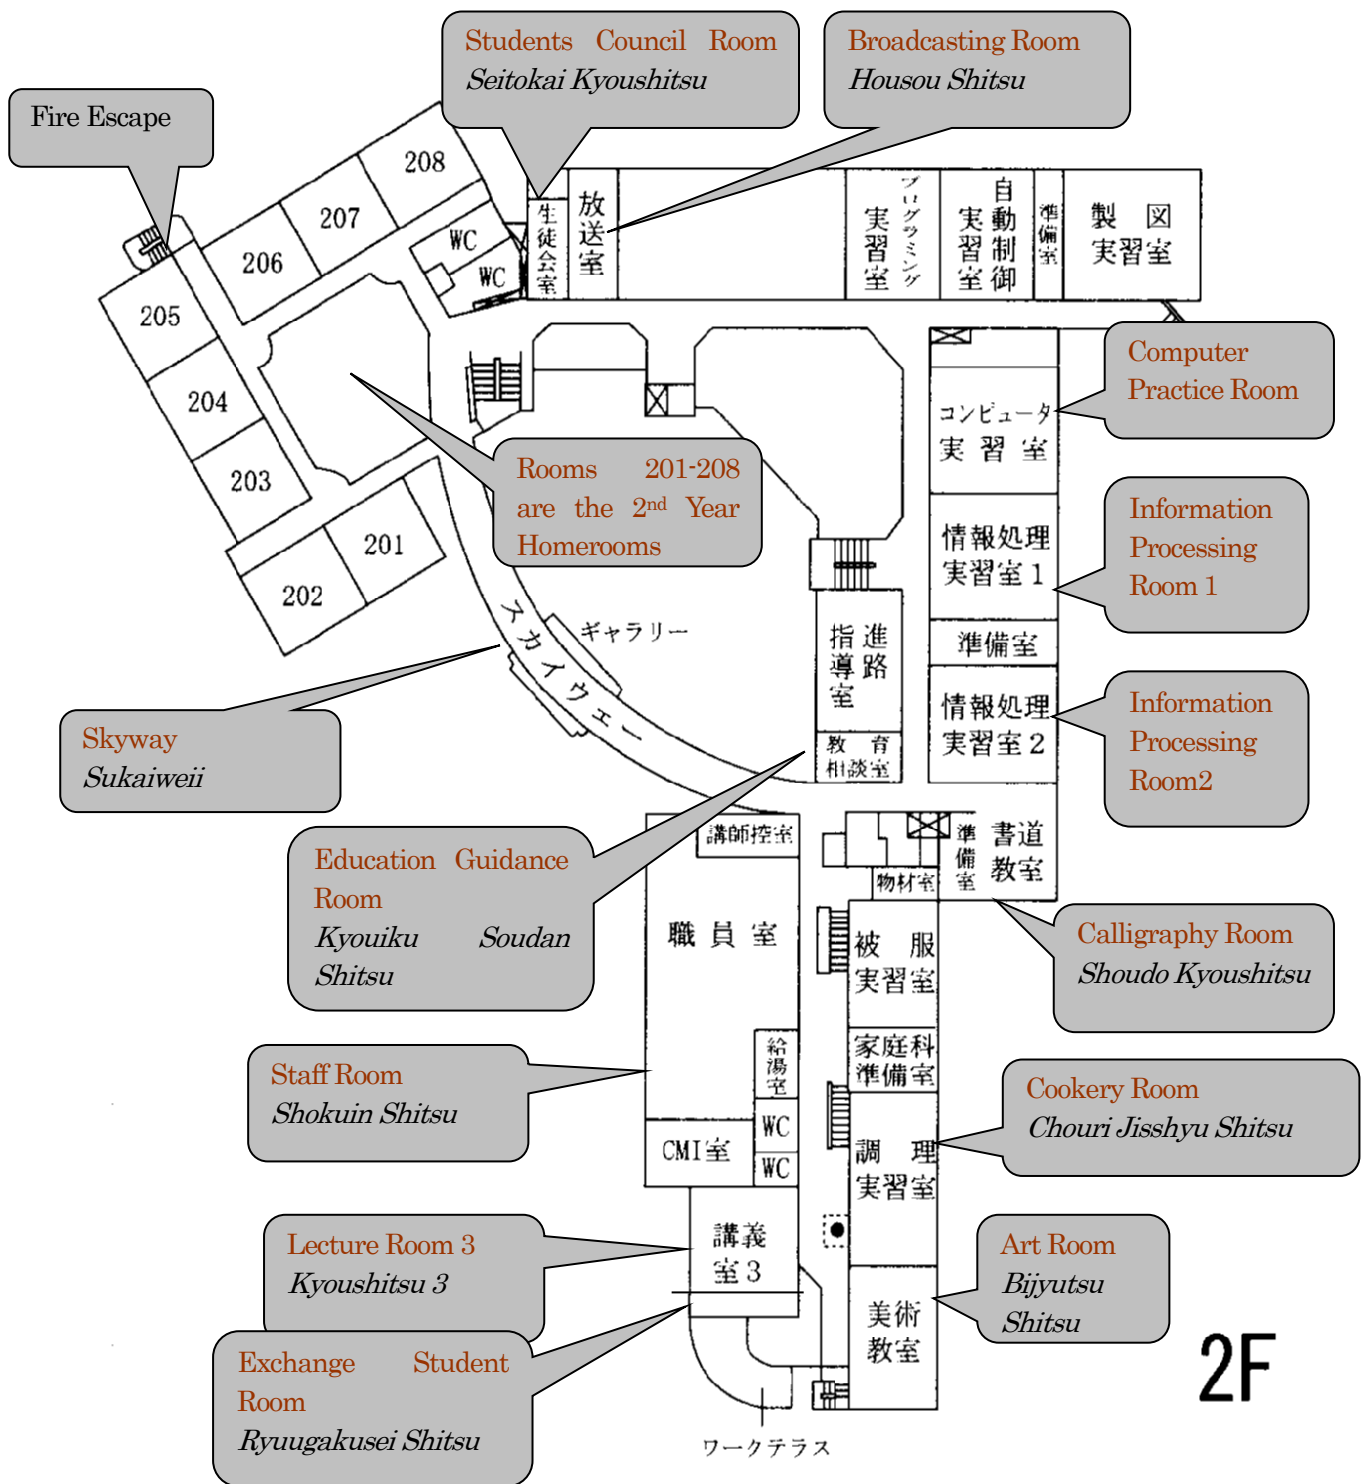 Students Council Room
Seitokai Kyoushitsu
Broadcasting Room
Housou Shitsu
Fire Escape
208
207
206
205
204
203
202
201
WC
WC
生徒会室
放送室
プログラミング
実習室
自動制御
実習室
準備室
製図
実習室
Computer
Practice Room
コンピュータ
実習室
Rooms 201-208
are the 2nd Year
Homerooms
Information
Processing
Room 1
情報処理
実習室1
準備室
情報処理
実習室2
Information
Processing
Room2
スカイウェー
ギャラリー
進路
指導室
教育
相談室
Skyway
Sukaiweii
Education Guidance
Room
Kyouiku Soudan
Shitsu
講師控室
職員室
物材室
準備室
書道
教室
Calligraphy Room
Shoudo Kyoushitsu
被服
実習室
給湯室
家庭科
準備室
Staff Room
Shokuin Shitsu
Cookery Room
Chouri Jisshyu Shitsu
CMI室
WC
WC
調理
実習室
Lecture Room 3
Kyoushitsu 3
講義
室3
Art Room
Bijyutsu
Shitsu
美術
教室
Exchange Student
Room
Ryuugakusei Shitsu
ワークテラス
2F